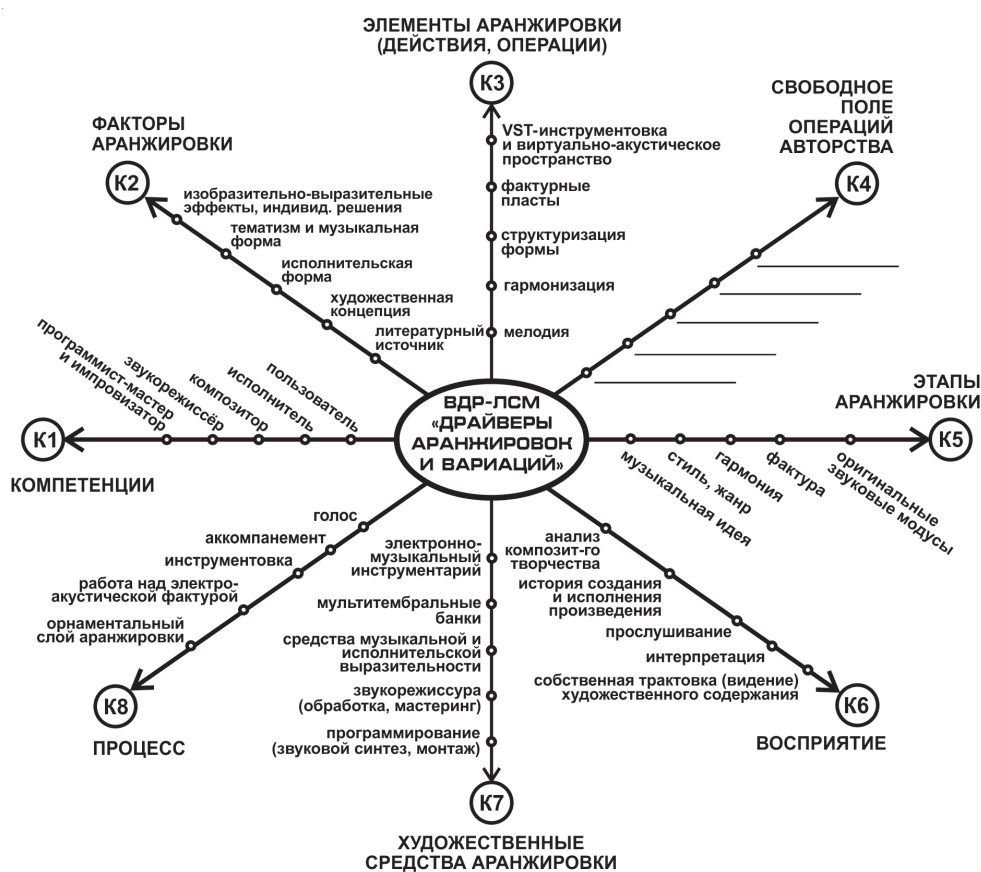 ЭЛЕМЕНТЫ АРАНЖИРОВКИ
(ДЕЙСТВИЯ, ОПЕРАЦИИ)
К3
VST-инструментовка
и виртуально-акустическое
пространство
фактурные
пласты
структуризация
формы
гармонизация
мелодия
ФАКТОРЫ
АРАНЖИРОВКИ
К2
изобразительно-выразительные
эффекты, индивид. решения
тематизм и музыкальная
форма
исполнительская
форма
художественная
концепция
литературный
источник
СВОБОДНОЕ
ПОЛЕ
ОПЕРАЦИЙ
АВТОРСТВА
К4
ВДР-ЛСМ
«ДРАЙВЕРЫ
АРАНЖИРОВОК
И ВАРИАЦИЙ»
К1
КОМПЕТЕНЦИИ
программист-мастер
и импровизатор
звукорежиссёр
композитор
исполнитель
пользователь
ЭТАПЫ
АРАНЖИРОВКИ
К5
музыкальная идея
стиль, жанр
гармония
фактура
оригинальные
звуковые модусы
голос
аккомпанемент
инструментовка
работа над электро-
акустической фактурой
орнаментальный
слой аранжировки
К8
ПРОЦЕСС
электронно-
музыкальный
инструментарий
мультитембральные
банки
средства музыкальной и
исполнительской
выразительности
звукорежиссура
(обработка, мастеринг)
программирование
(звуковой синтез, монтаж)
К7
ХУДОЖЕСТВЕННЫЕ
СРЕДСТВА АРАНЖИРОВКИ
анализ
композит-го
творчества
история создания
и исполнения
произведения
прослушивание
интерпретация
собственная трактовка (видение)
художественного содержания
К6
ВОСПРИЯТИЕ